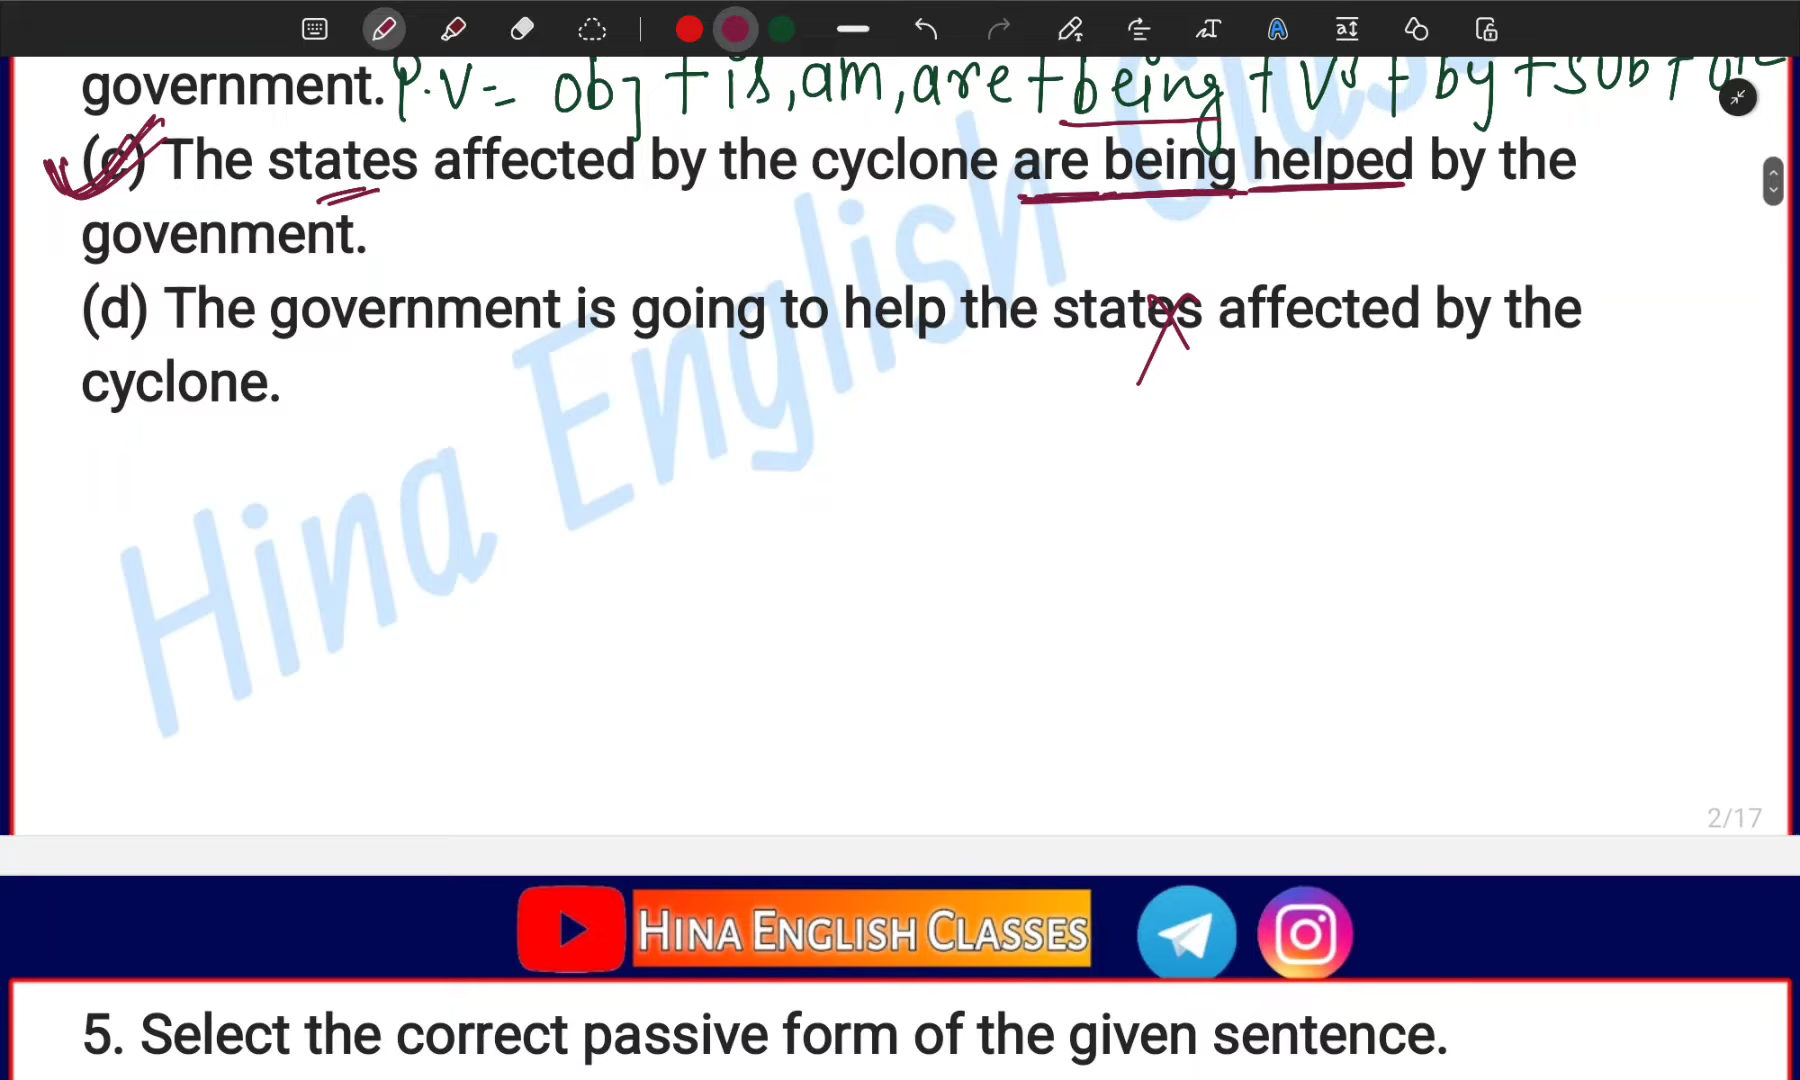 government. P.V = obj + is, am, are + being + V3 + by + sub +
(c) The states affected by the cyclone are being helped by the
govenment.
(d) The government is going to help the states affected by the
cyclone.
Hina English Classes
2/17
HINA ENGLISH CLASSES
5. Select the correct passive form of the given sentence.